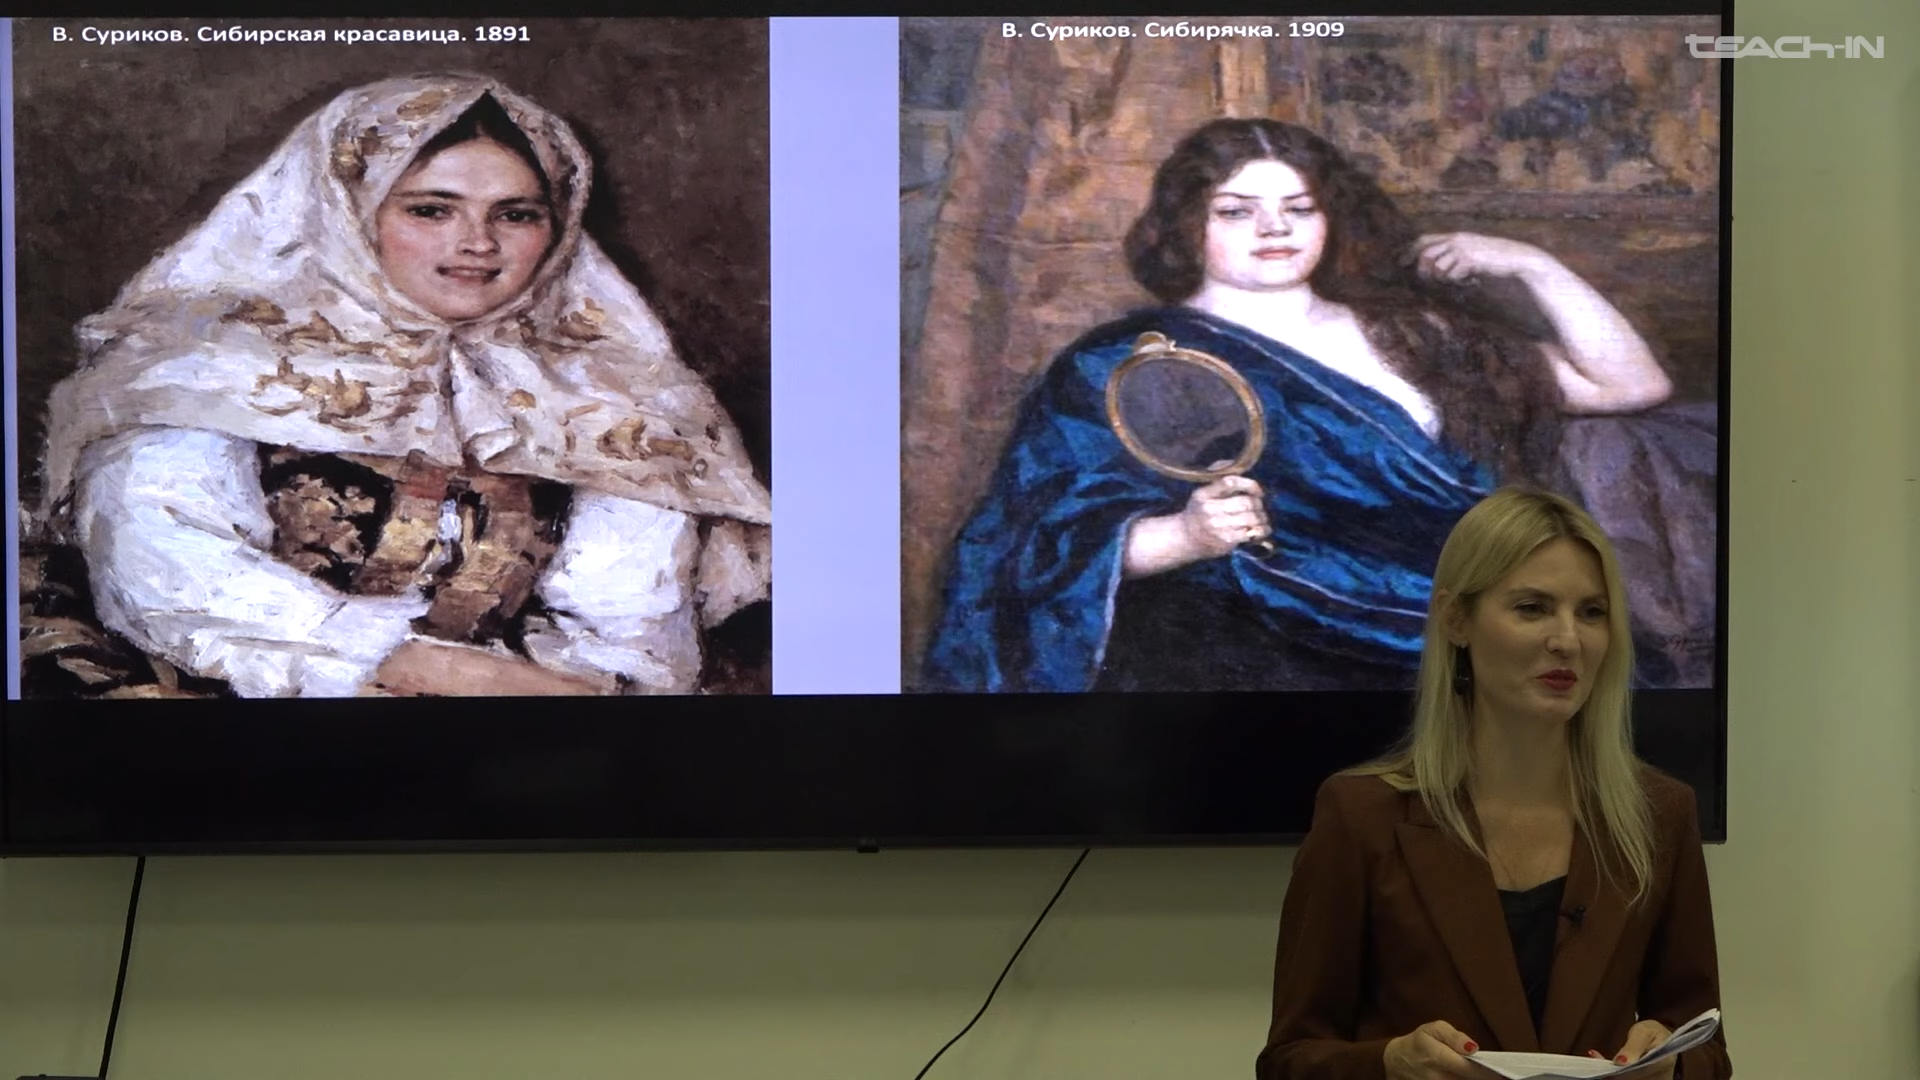 В. Суриков. Сибирская красавица. 1891
В. Суриков. Сибирячка. 1909
teach-in